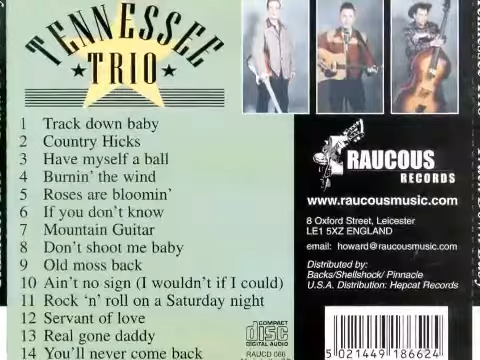 TENNESSEE
TRIO
1 Track down baby
2 Country Hicks
3 Have myself a ball
4 Burnin' the wind
5 Roses are bloomin'
6 If you don't know
7 Mountain Guitar
8 Don't shoot me baby
9 Old moss back
10 Ain't no sign (I wouldn't if I could)
11 Rock 'n' roll on a Saturday night
12 Servant of love
13 Real gone daddy
14 You'll never come back
COMPACT
disc
DIGITAL AUDIO
RAUCD 066
RAUCOUS
RECORDS
www.raucousmusic.com
8 Oxford Street, Leicester
LE1 5XZ ENGLAND
email: howard@raucousmusic.com
Distributed by:
Backs/Shellshock/ Pinnacle
U.S.A. Distribution: Hepcat Records
5 021449 186624